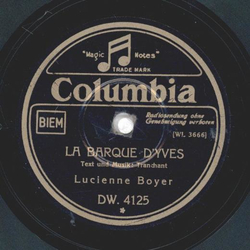 "Magic Notes"
TRADE MARK
Columbia
BIEM
Radiosendung ohne
Genehmigung verboten
[WL 3666]
LA BARQUE D'YVES
Text und Musik: Tranchant
Lucienne Boyer
DW. 4125